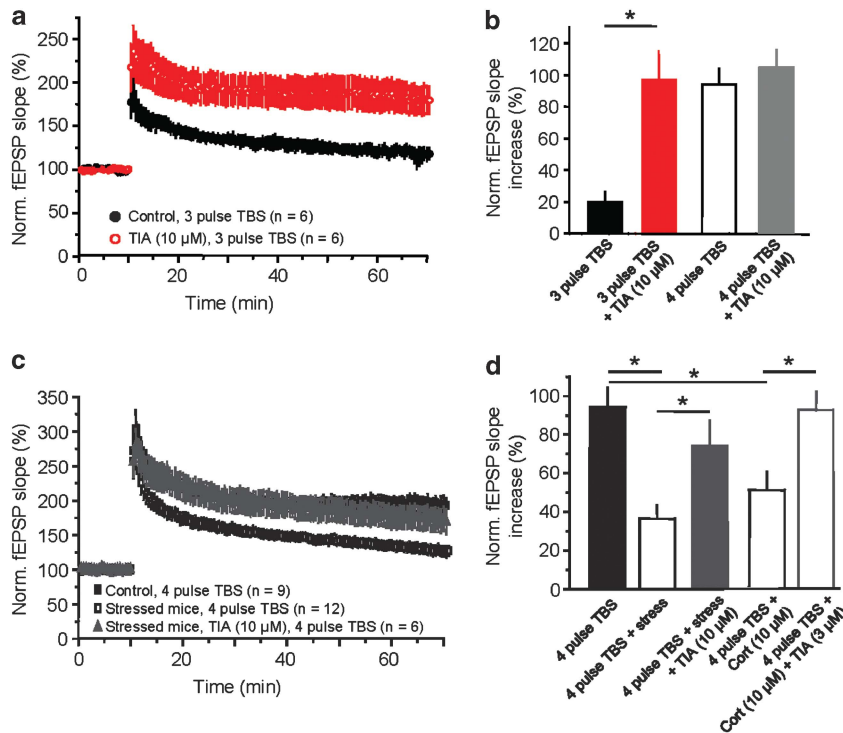 a
Norm. fEPSP slope (%)
250
200
150
100
50
0
0
20
40
60
Time (min)
Control, 3 pulse TBS (n = 6)
TIA (10 µM), 3 pulse TBS (n = 6)
b
Norm. fEPSP slope
increase (%)
120
100
80
60
40
20
0
*
3 pulse TBS
3 pulse TBS
+ TIA (10 µM)
4 pulse TBS
4 pulse TBS
+ TIA (10 µM)
c
Norm. fEPSP slope (%)
350
300
250
200
150
100
50
0
0
20
40
60
Time (min)
Control, 4 pulse TBS (n = 9)
Stressed mice, 4 pulse TBS (n = 12)
Stressed mice, TIA (10 µM), 4 pulse TBS (n = 6)
d
Norm. fEPSP slope
increase (%)
100
80
60
40
20
0
*
*
*
*
4 pulse TBS
4 pulse TBS + stress
4 pulse TBS + stress
+ TIA (10 µM)
4 pulse TBS +
Cort (10 µM)
4 pulse TBS +
Cort (10 µM) + TIA (3 µM)